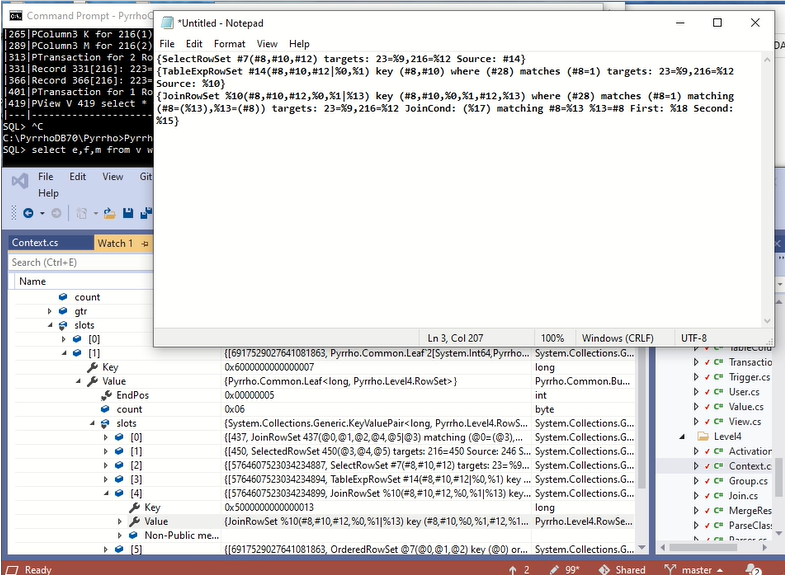 Command Prompt - PyrrhoC
|265|PColumn3 K for 216(1)
|289|PColumn3 M for 216(2)
|313|PTransaction for 2 Ro
|331|Record 331[216]: 223=
|366|Record 366[216]: 223=
|401|PTransaction for 1 Ro
|419|PView V 419 select *
|---|------------------
SQL> ^C
C:\PyrrhoDB70\Pyrrho>Pyrrh
SQL> select e,f,m from v w
*Untitled - Notepad
File Edit Format View Help
{SelectRowSet #7(#8,#10,#12) targets: 23=%9,216=%12 Source: #14}
{TableExpRowSet #14(#8,#10,#12|%0,%1) key (#8,#10) where (#28) matches (#8=1) targets: 23=%9,216=%12
Source: %10}
{JoinRowSet %10(#8,#10,#12,%0,%1|%13) key (#8,#10,%0,%1,#12,%13) where (#28) matches (#8=1) matching
(#8=(%13),%13=(#8)) targets: 23=%9,216=%12 JoinCond: (%17) matching #8=%13 %13=#8 First: %18 Second:
%15}
Ln 3, Col 207 100% Windows (CRLF) UTF-8
File Edit View Git
Help
Context.cs Watch 1
Search (Ctrl+E)
Name
count
gtr
slots
[0]
[1] {[6917529027641081863, Pyrrho.Common.Leaf`2[System.Int64,Pyrrho... System.Collections.G...
Key 0x6000000000000007 long
Value {Pyrrho.Common.Leaf<long, Pyrrho.Level4.RowSet>} Pyrrho.Common.Bu...
EndPos 0x00000005 int
count 0x06 byte
slots {System.Collections.Generic.KeyValuePair<long, Pyrrho.Level4.RowS... System.Collections.G...
[0] {[437, JoinRowSet 437(@0,@1,@2,@4,@5|@3) matching (@0=(@3),... System.Collections.G...
[1] {[450, SelectedRowSet 450(@3,@4,@5) targets: 216=450 Source: 246 S... System.Collections.G...
[2] {[5764607523034234887, SelectRowSet #7(#8,#10,#12) targets: 23=%9... System.Collections.G...
[3] {[5764607523034234894, TableExpRowSet #14(#8,#10,#12|%0,%1) key ... System.Collections.G...
[4] {[5764607523034234899, JoinRowSet %10(#8,#10,#12,%0,%1|%13) key... System.Collections.G...
Key 0x5000000000000013 long
Value {JoinRowSet %10(#8,#10,#12,%0,%1|%13) key (#8,#10,%0,%1,#12,%1... Pyrrho.Level4.RowSe...
Non-Public me...
[5] {[6917529027641081863, OrderedRowSet @7(@0,@1,@2) key (@0) or... System.Collections.G...
Transactio
Trigger.cs
User.cs
Value.cs
View.cs
Level4
Activation
Context.c
Group.cs
Join.cs
MergeRes
ParseClass
Ready 2 99* Shared master 2